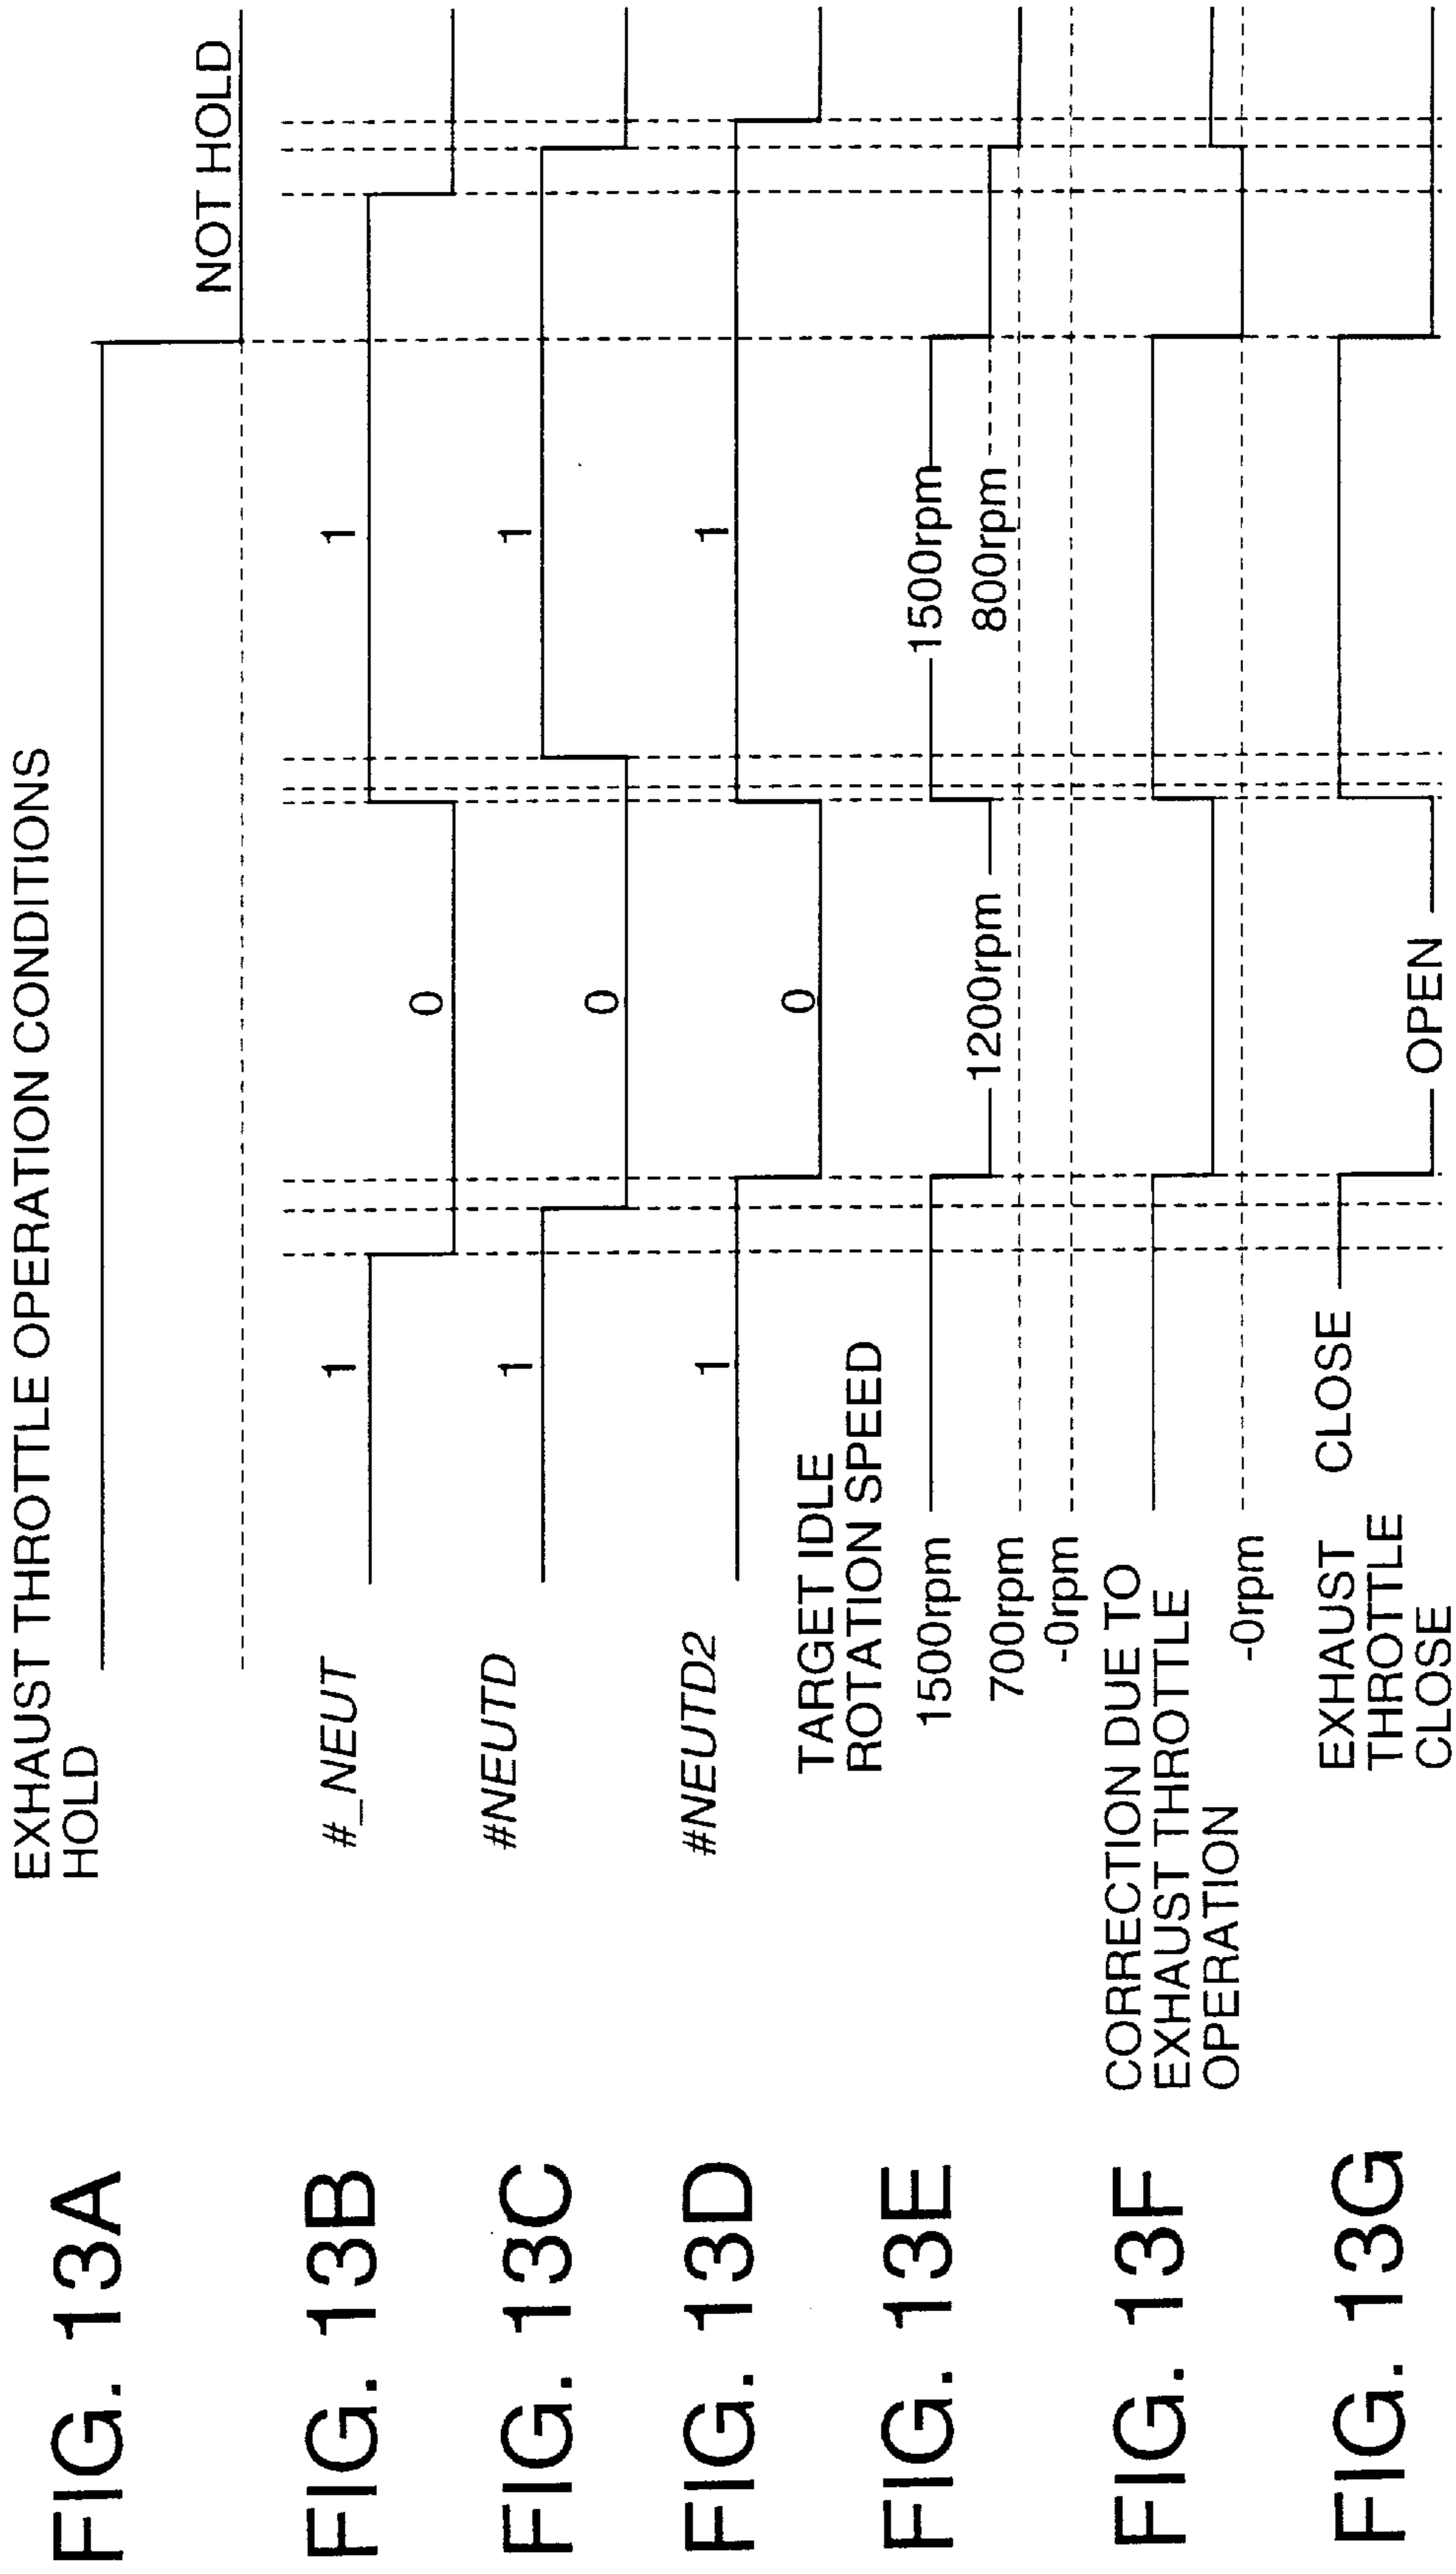 FIG. 13A
EXHAUST THROTTLE OPERATION CONDITIONS
HOLD
NOT HOLD
FIG. 13B
#_NEUT
1
0
1
FIG. 13C
#NEUTD
1
0
1
FIG. 13D
#NEUTD2
1
0
1
FIG. 13E
TARGET IDLE
ROTATION SPEED
1500rpm
1500rpm
1200rpm
800rpm
700rpm
-0rpm
FIG. 13F
CORRECTION DUE TO
EXHAUST THROTTLE
OPERATION
-0rpm
FIG. 13G
EXHAUST
THROTTLE
CLOSE
CLOSE
OPEN